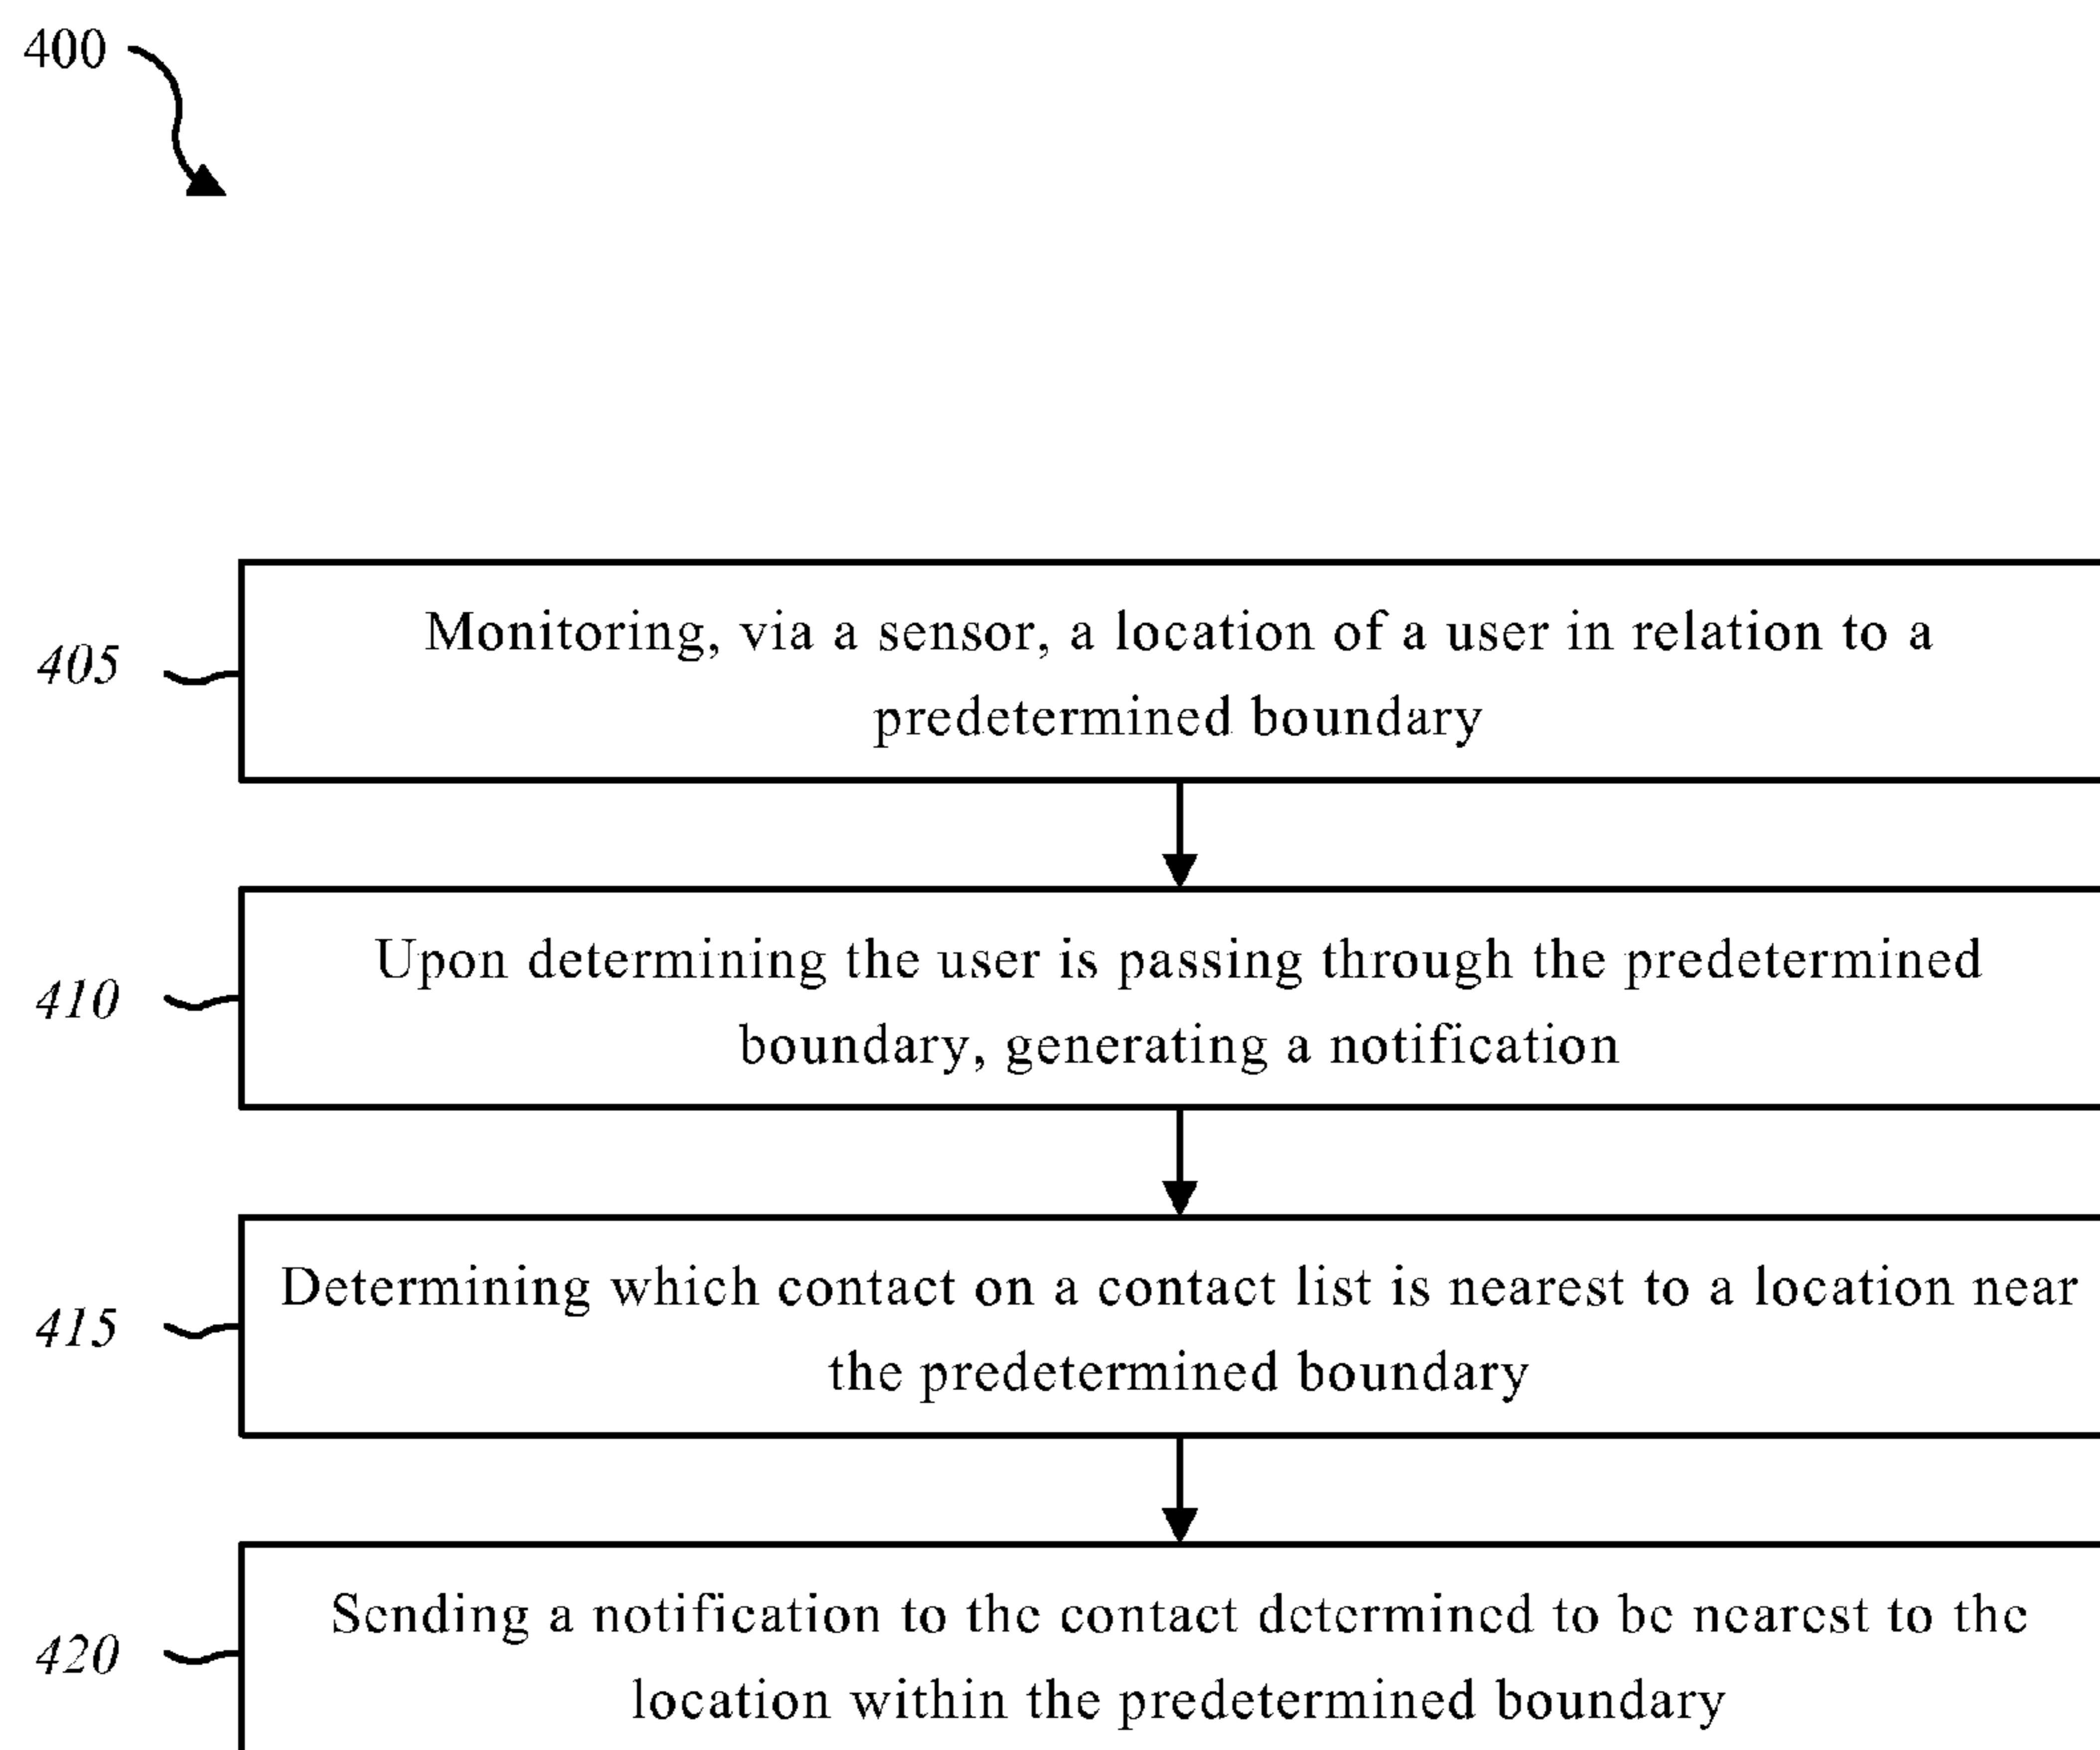 400
405
Monitoring, via a sensor, a location of a user in relation to a
predetermined boundary
410
Upon determining the user is passing through the predetermined
boundary, generating a notification
415
Determining which contact on a contact list is nearest to a location near
the predetermined boundary
420
Sending a notification to the contact determined to be nearest to the
location within the predetermined boundary